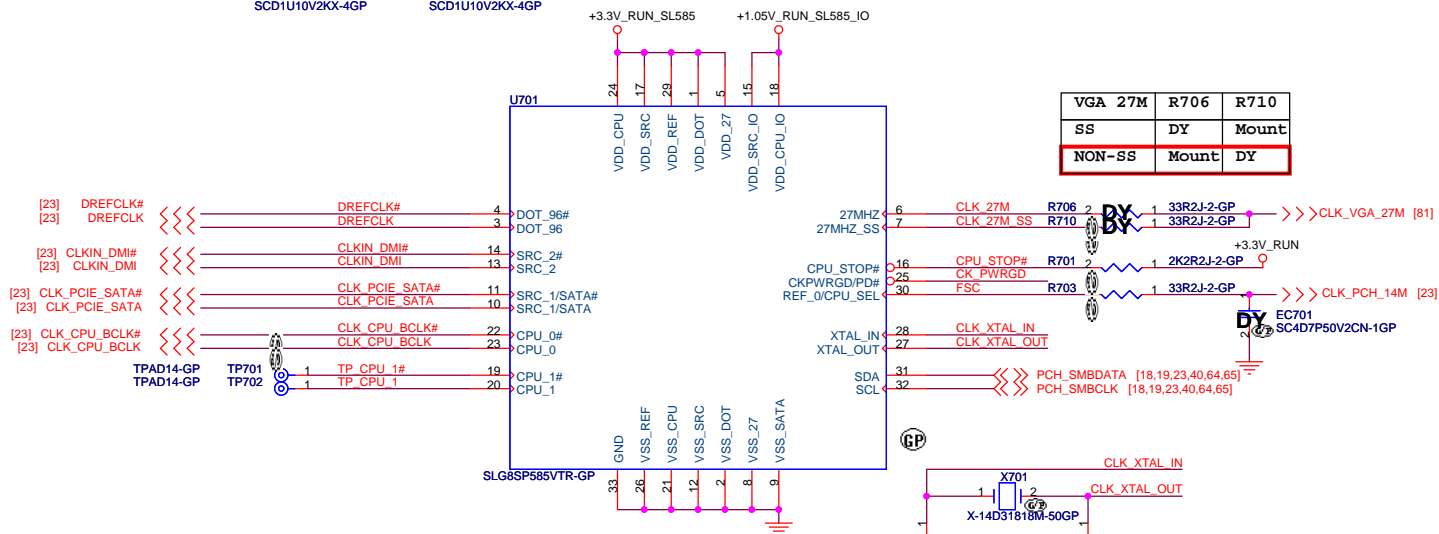 SCD1U10V2KX-4GP SCD1U10V2KX-4GP
+3.3V_RUN_SL585 +1.05V_RUN_SL585_IO
U701
24 17 29 1 5 15 18
VDD_CPU VDD_SRC VDD_REF VDD_DOT VDD_27 VDD_SRC_IO VDD_CPU_IO
VGA 27M R706 R710
SS DY Mount
NON-SS Mount DY
[23] DREFCLK# DREFCLK# 4 DOT_96#
[23] DREFCLK DREFCLK 3 DOT_96
[23] CLKIN_DMI# CLKIN_DMI# 14 SRC_2#
[23] CLKIN_DMI CLKIN_DMI 13 SRC_2
[23] CLK_PCIE_SATA# CLK_PCIE_SATA# 11 SRC_1/SATA#
[23] CLK_PCIE_SATA CLK_PCIE_SATA 10 SRC_1/SATA
[23] CLK_CPU_BCLK# CLK_CPU_BCLK# 22 CPU_0#
[23] CLK_CPU_BCLK CLK_CPU_BCLK 23 CPU_0
TPAD14-GP TP701 1 TP_CPU_1# 19 CPU_1#
TPAD14-GP TP702 1 TP_CPU_1 20 CPU_1
27MHZ 6 CLK_27M R706 2 DY 1 33R2J-2-GP CLK_VGA_27M [81]
27MHZ_SS 7 CLK_27M_SS R710 DY 1 33R2J-2-GP
+3.3V_RUN
CPU_STOP# 16 CPU_STOP# R701 2 1 2K2R2J-2-GP
CKPWRGD/PD# 25 CK_PWRGD
REF_0/CPU_SEL 30 FSC R703 1 33R2J-2-GP CLK_PCH_14M [23]
1 EC701
DY GP SC4D7P50V2CN-1GP
2
XTAL_IN 28 CLK_XTAL_IN
XTAL_OUT 27 CLK_XTAL_OUT
SDA 31 PCH_SMBDATA [18,19,23,40,64,65]
SCL 32 PCH_SMBCLK [18,19,23,40,64,65]
GND VSS_REF VSS_CPU VSS_SRC VSS_DOT VSS_27 VSS_SATA
GP
SLG8SP585VTR-GP
33 26 21 12 2 8 9
CLK_XTAL_IN
X701
1 2 CLK_XTAL_OUT
GP
X-14D31818M-50GP
1 1